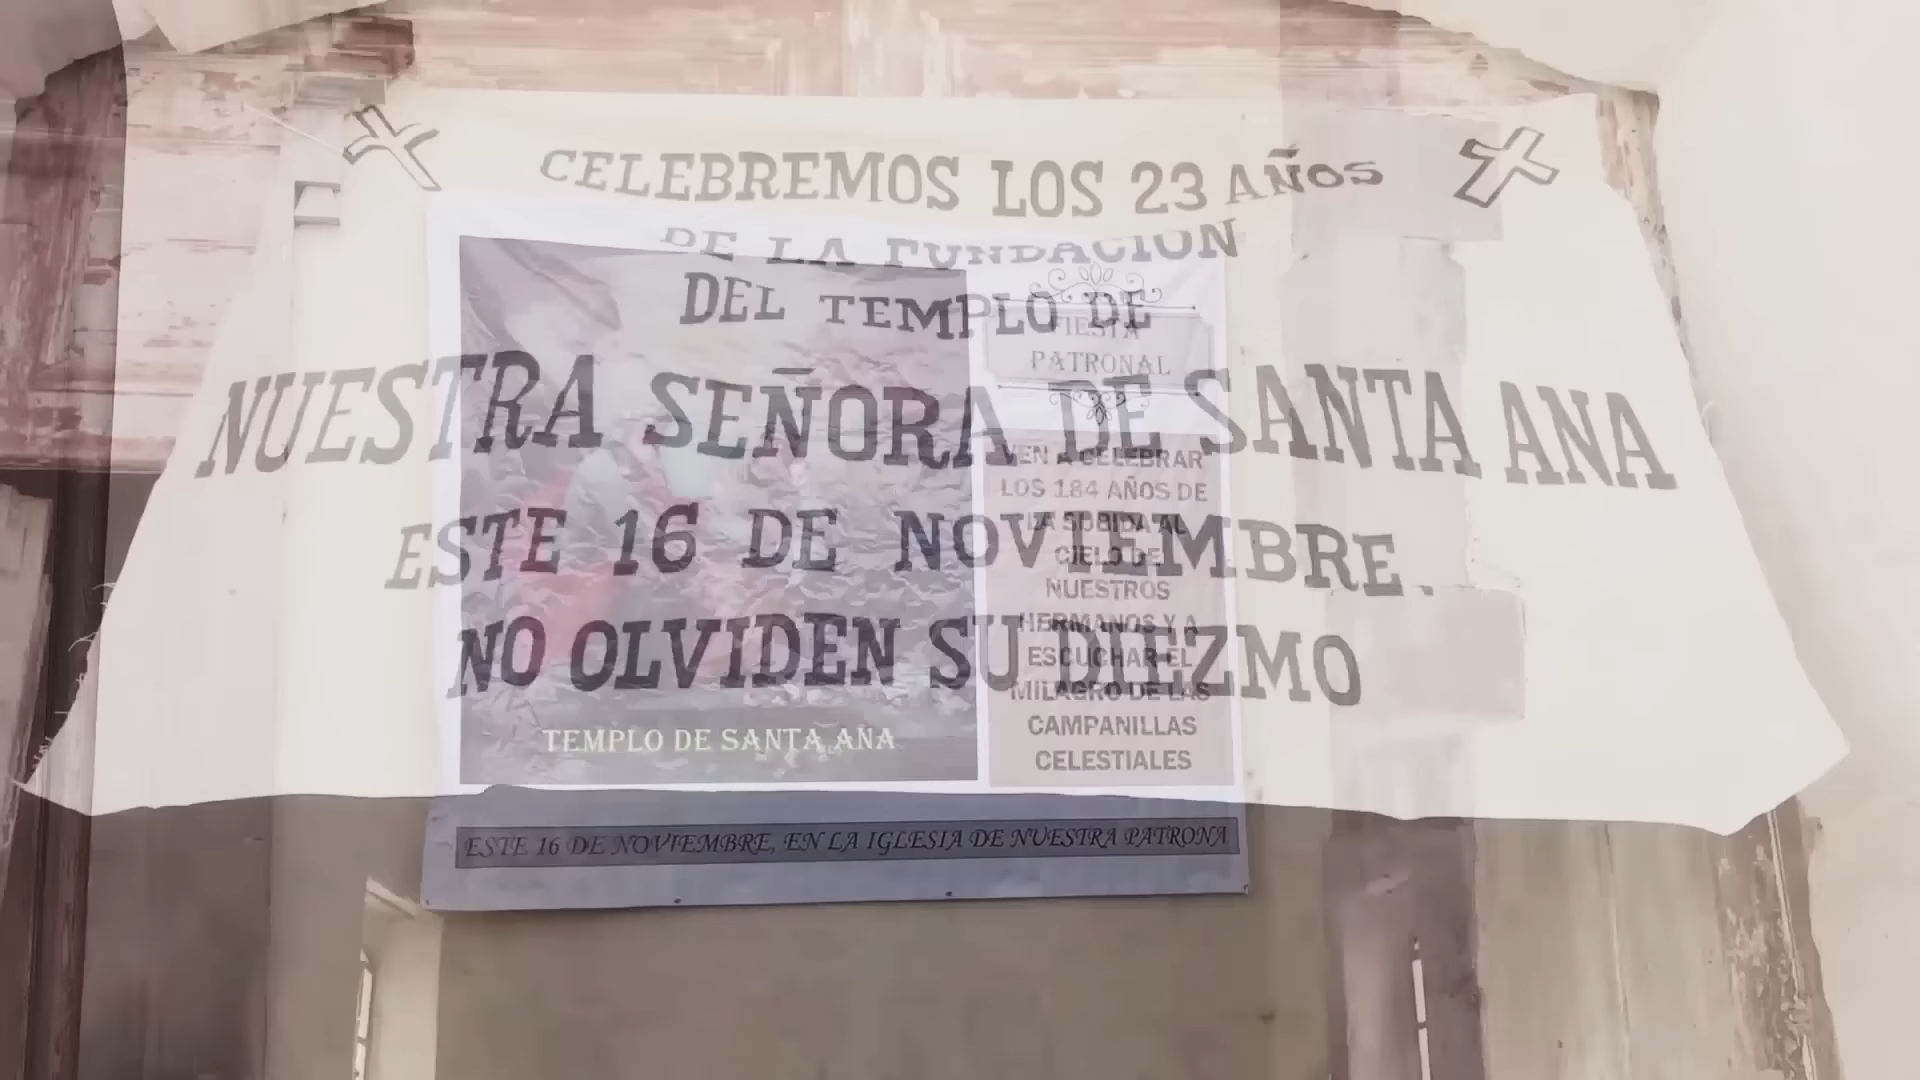 CELEBREMOS LOS 23 AÑOS
DE LA FUNDACION
DEL TEMPLO DE
NUESTRA SEÑORA DE SANTA ANA
ESTE 16 DE NOVIEMBRE.
NO OLVIDEN SU DIEZMO
FIESTA
PATRONAL
VEN A CELEBRAR
LOS 184 AÑOS DE
LA SUBIDA AL
CIELO DE
NUESTROS
HERMANOS Y A
ESCUCHAR EL
MILAGRO DE LAS
CAMPANILLAS
CELESTIALES
TEMPLO DE SANTA ANA
ESTE 16 DE NOVIEMBRE, EN LA IGLESIA DE NUESTRA PATRONA